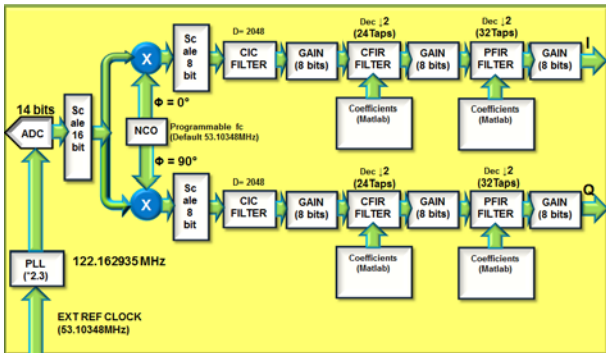 14 bits
ADC
Sc
ale
16
bit
X
Φ = 0°
NCO
Programmable fc
(Default 53.10348MHz)
Φ = 90°
X
Sc
ale
8
bit
D= 2048
CIC
FILTER
GAIN
(8 bits)
Dec ↓2
(24Taps)
CFIR
FILTER
GAIN
(8 bits)
Dec ↓2
(32Taps)
PFIR
FILTER
GAIN
(8 bits)
I
Coefficients
(Matlab)
Coefficients
(Matlab)
Sc
ale
8
bit
D= 2048
CIC
FILTER
GAIN
(8 bits)
Dec ↓2
(24Taps)
CFIR
FILTER
GAIN
(8 bits)
Dec ↓2
(32Taps)
PFIR
FILTER
GAIN
(8 bits)
Q
Coefficients
(Matlab)
Coefficients
(Matlab)
PLL
(*2.3)
122.162935 MHz
EXT REF CLOCK
(53.10348MHz)